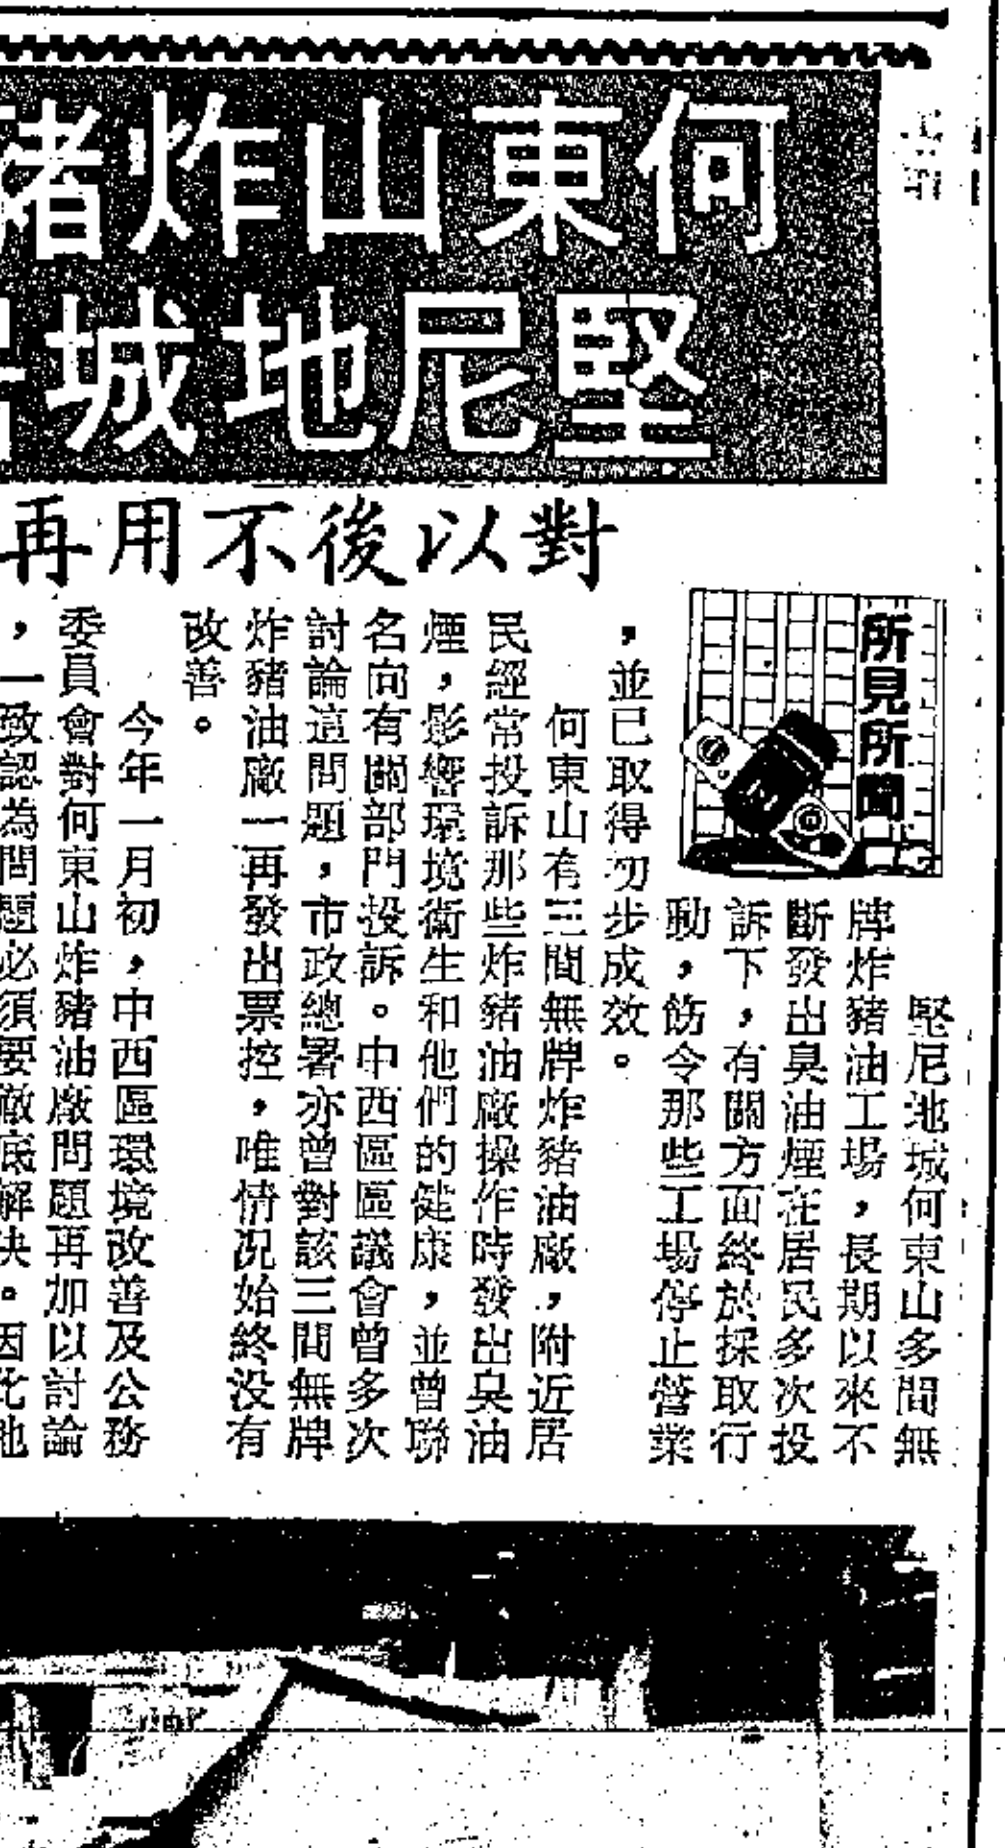 何東山炸豬
堅尼地城
對以後不用再
所見所聞
堅尼地城何東山多間無
牌炸豬油工場，長期以來不
斷發出臭油煙在居民多次投
訴下，有關方面終於採取行
動，飭令那些工場停止營業
，並已取得初步成效。
何東山有三間無牌炸豬油廠，附近居
民經常投訴那些炸豬油廠操作時發出臭油
煙，影響環境衞生和他們的健康，並曾聯
名向有關部門投訴。中西區區議會曾多次
討論這問題，市政總署亦曾對該三間無牌
炸豬油廠一再發出票控，唯情況始終没有
改善。
今年一月初，中西區環境改善及公務
委員會對何東山炸豬油廠問題再加以討論
，一致認為問題必須要徹底解決。因此地